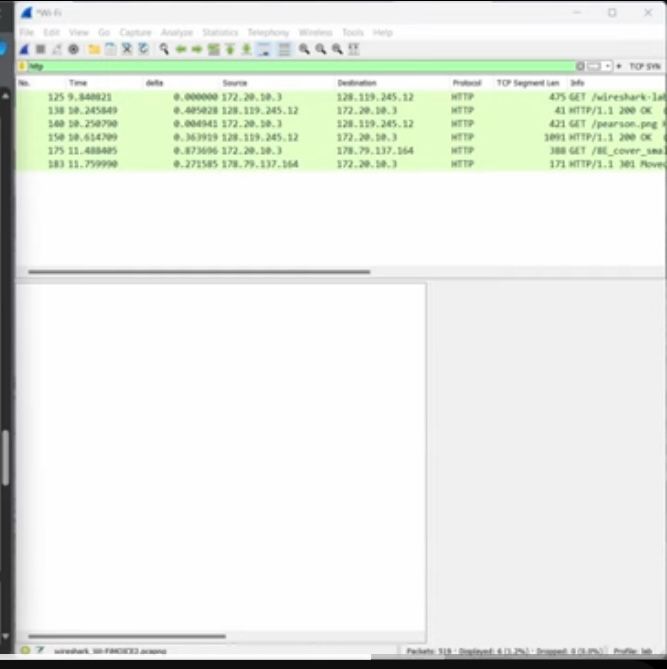 *Wi-Fi
File Edit View Go Capture Analyze Statistics Telephony Wireless Tools Help
http + TCP SYN
No. Time delta Source Destination Protocol TCP Segment Len Info
125 9.840821 0.000000 172.20.10.3 128.119.245.12 HTTP 475 GET /wireshark-lab
138 10.245849 0.405028 128.119.245.12 172.20.10.3 HTTP 41 HTTP/1.1 200 OK
140 10.250790 0.004941 172.20.10.3 128.119.245.12 HTTP 421 GET /pearson.png
150 10.614709 0.363919 128.119.245.12 172.20.10.3 HTTP 1091 HTTP/1.1 200 OK
175 11.488405 0.873696 172.20.10.3 178.79.137.164 HTTP 388 GET /8E_cover_smal
183 11.759990 0.271585 178.79.137.164 172.20.10.3 HTTP 171 HTTP/1.1 301 Moved
Packets: 519 · Displayed: 6 (1.2%) · Dropped: 0 (0.0%) Profile: lab